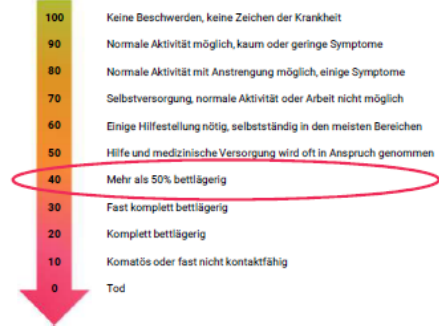 100 Keine Beschwerden, keine Zeichen der Krankheit
90 Normale Aktivität möglich, kaum oder geringe Symptome
80 Normale Aktivität mit Anstrengung möglich, einige Symptome
70 Selbstversorgung, normale Aktivität oder Arbeit nicht möglich
60 Einige Hilfestellung nötig, selbstständig in den meisten Bereichen
50 Hilfe und medizinische Versorgung wird oft in Anspruch genommen
40 Mehr als 50% bettlägerig
30 Fast komplett bettlägerig
20 Komplett bettlägerig
10 Komatös oder fast nicht kontaktfähig
0 Tod